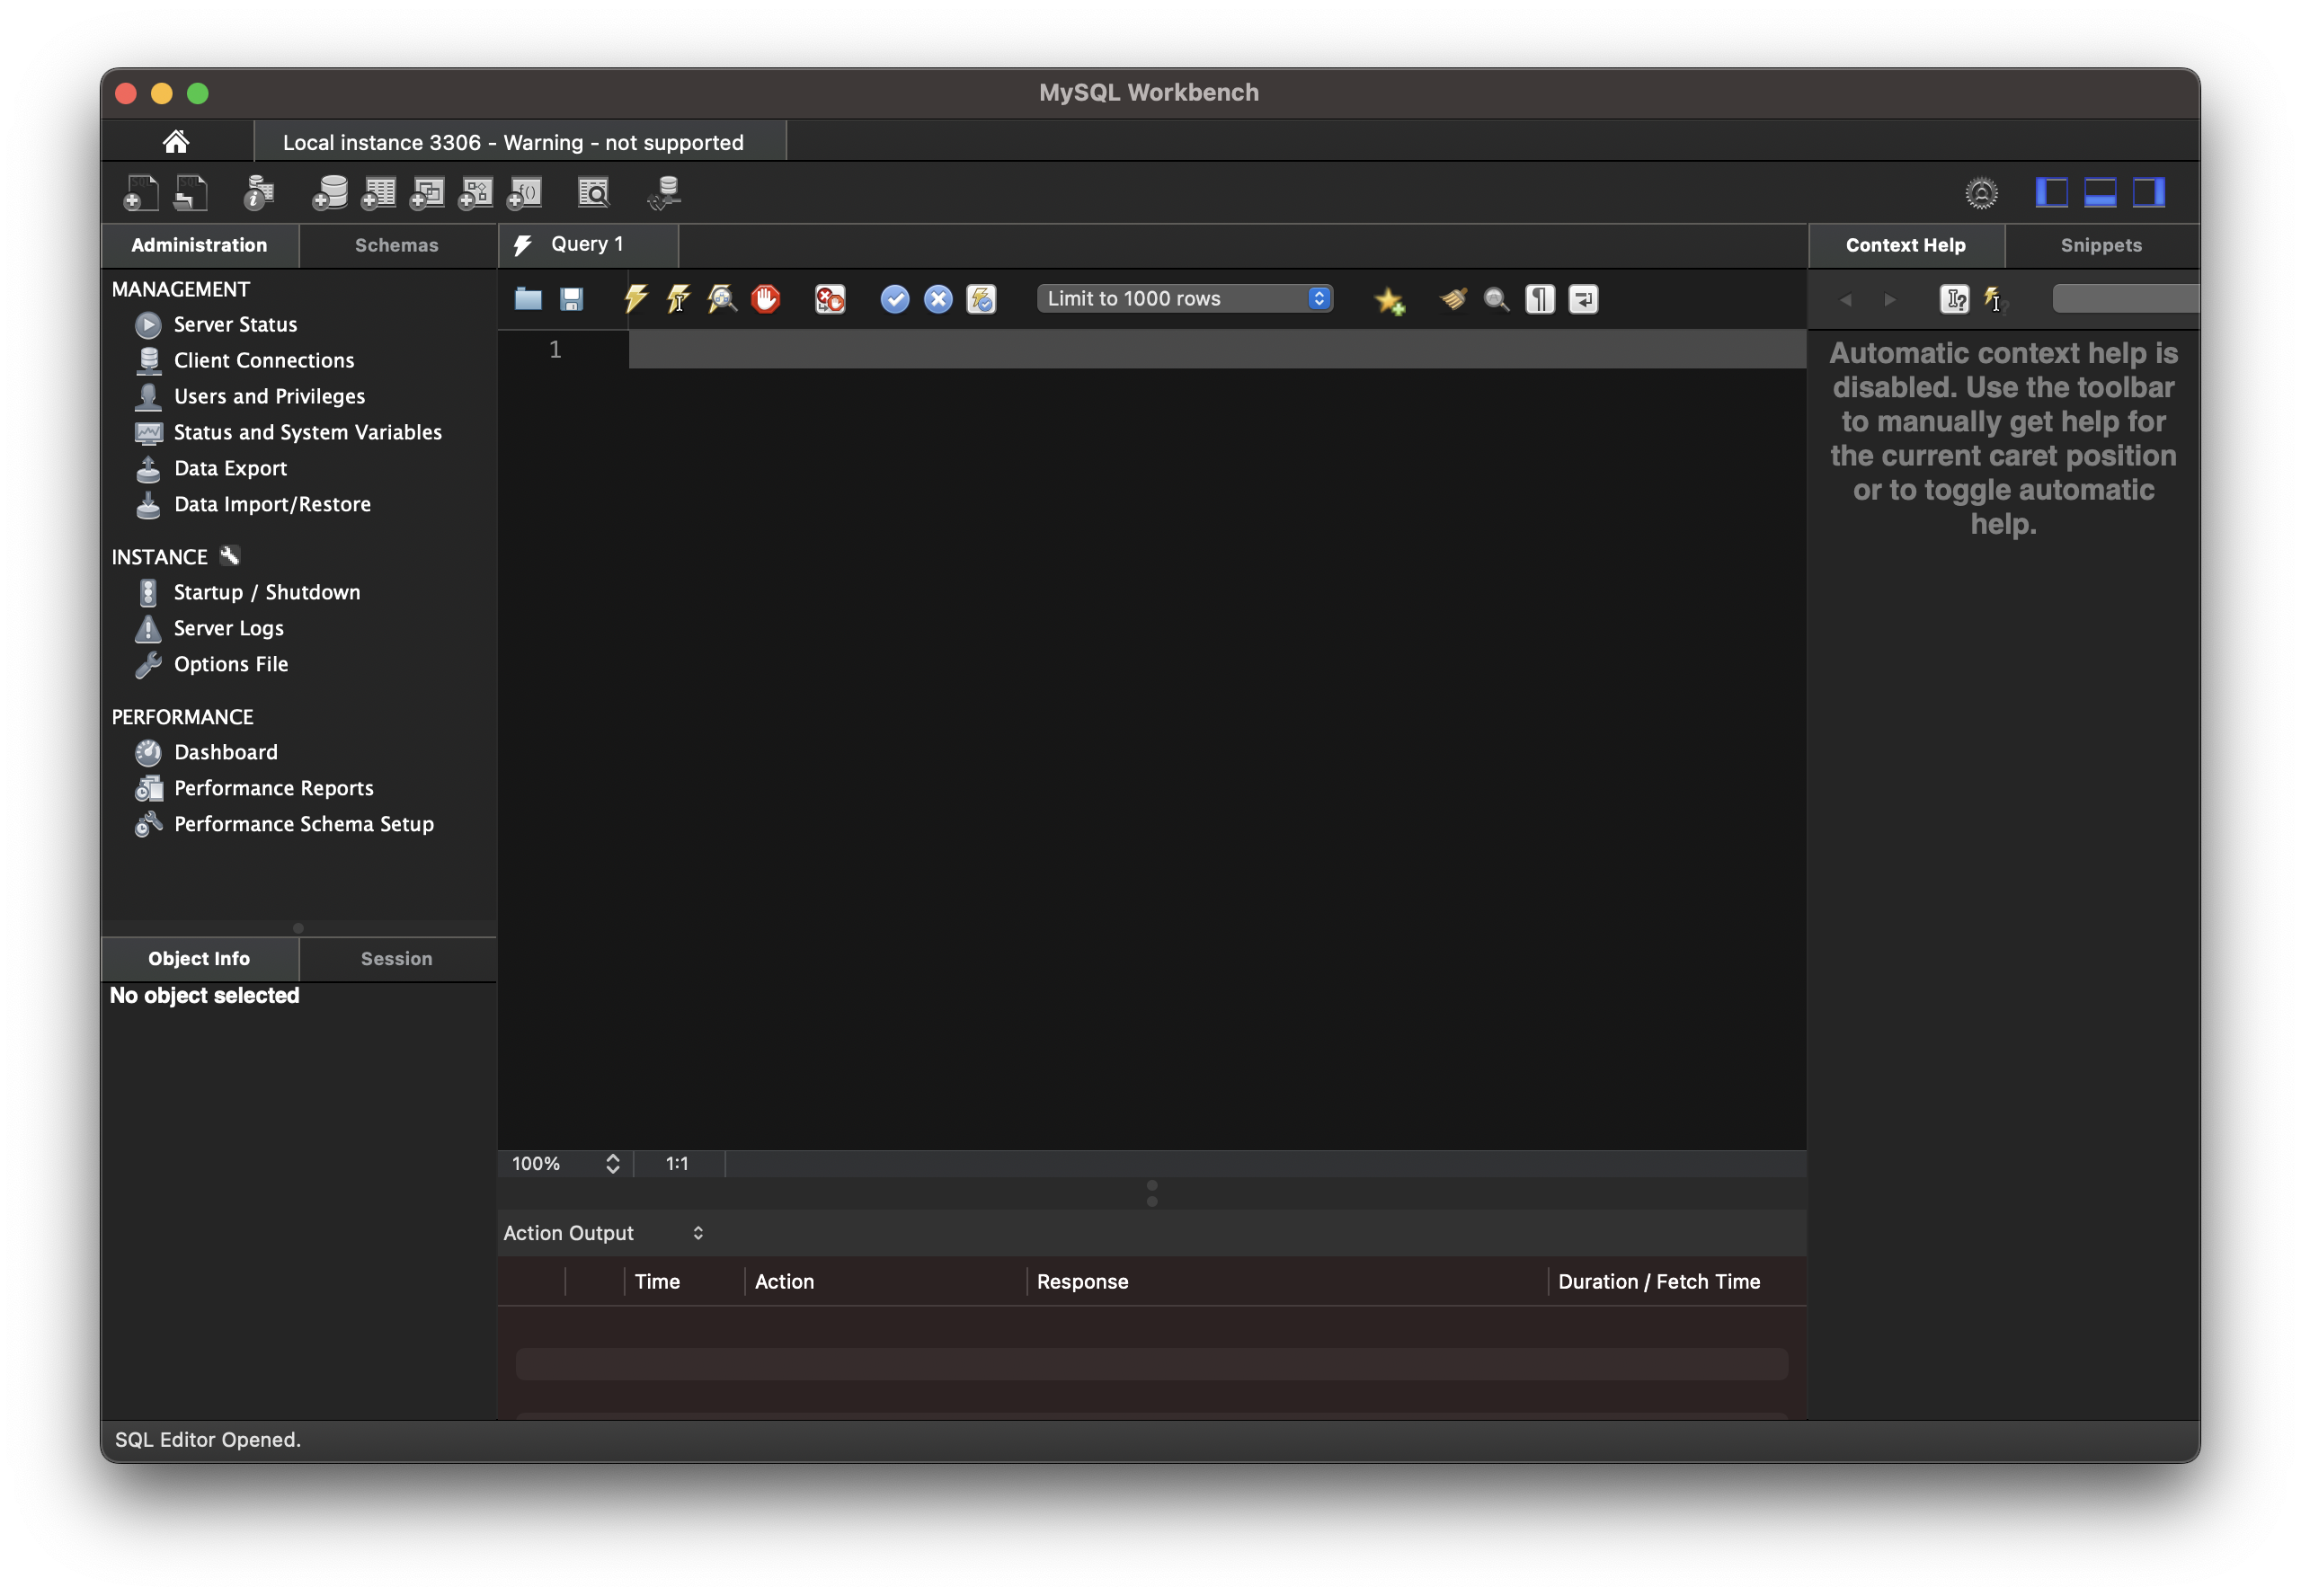 MySQL Workbench
Local instance 3306 - Warning - not supported
Administration
Schemas
MANAGEMENT
Server Status
Client Connections
Users and Privileges
Status and System Variables
Data Export
Data Import/Restore
INSTANCE
Startup / Shutdown
Server Logs
Options File
PERFORMANCE
Dashboard
Performance Reports
Performance Schema Setup
Object Info
Session
No object selected
Query 1
Limit to 1000 rows
1
100%
1:1
Action Output
Time
Action
Response
Duration / Fetch Time
Context Help
Snippets
Automatic context help is
disabled. Use the toolbar
to manually get help for
the current caret position
or to toggle automatic
help.
SQL Editor Opened.